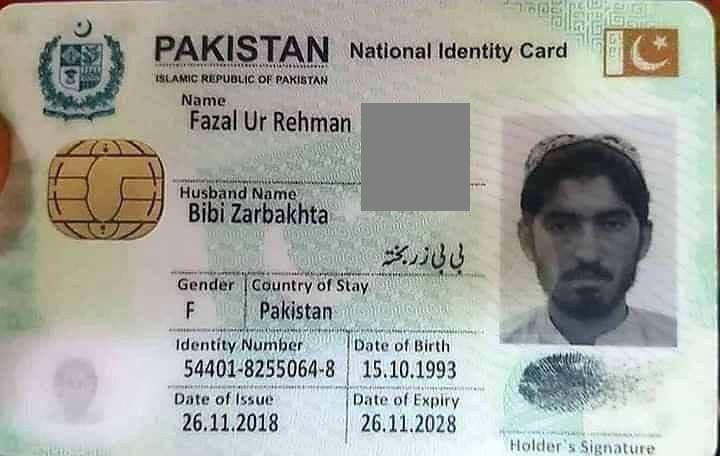 PAKISTAN National Identity Card
ISLAMIC REPUBLIC OF PAKISTAN
Name
Fazal Ur Rehman
Husband Name
Bibi Zarbakhta
بی بی زربختہ
Gender Country of Stay
F Pakistan
Identity Number Date of Birth
54401-8255064-8 15.10.1993
Date of Issue Date of Expiry
26.11.2018 26.11.2028
Holder's Signature